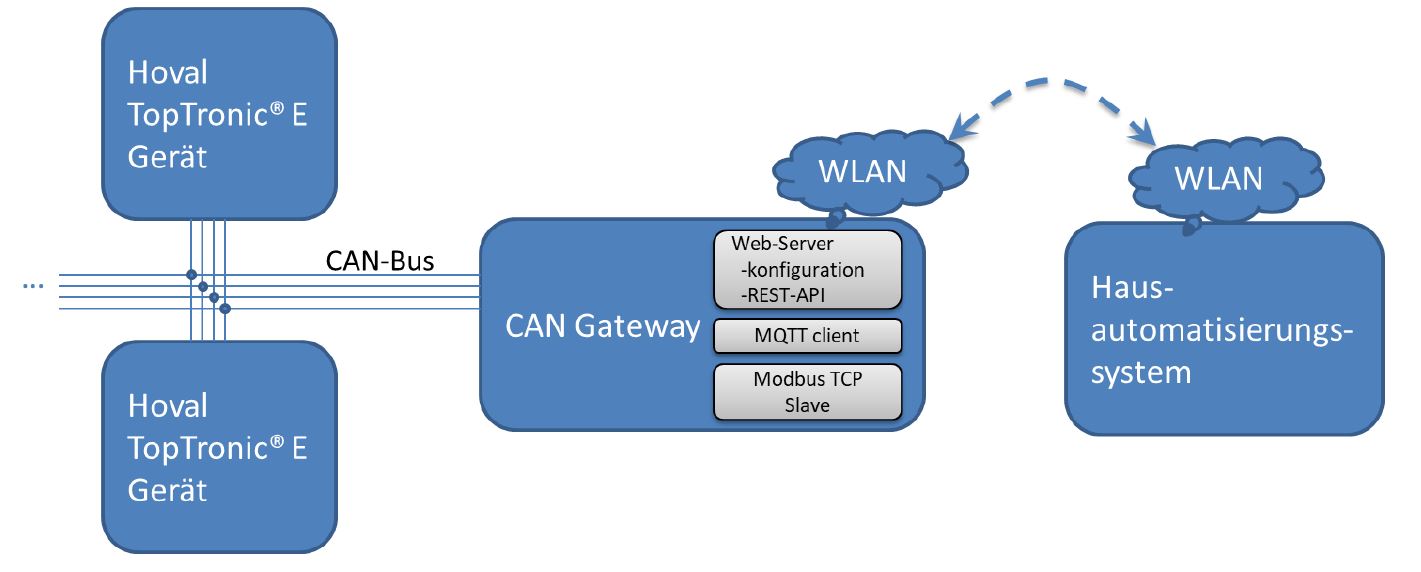 Hoval
TopTronic® E
Gerät
CAN-Bus
...
Hoval
TopTronic® E
Gerät
CAN Gateway
WLAN
Web-Server
-konfiguration
-REST-API
MQTT client
Modbus TCP
Slave
WLAN
Haus-
automatisierungs-
system